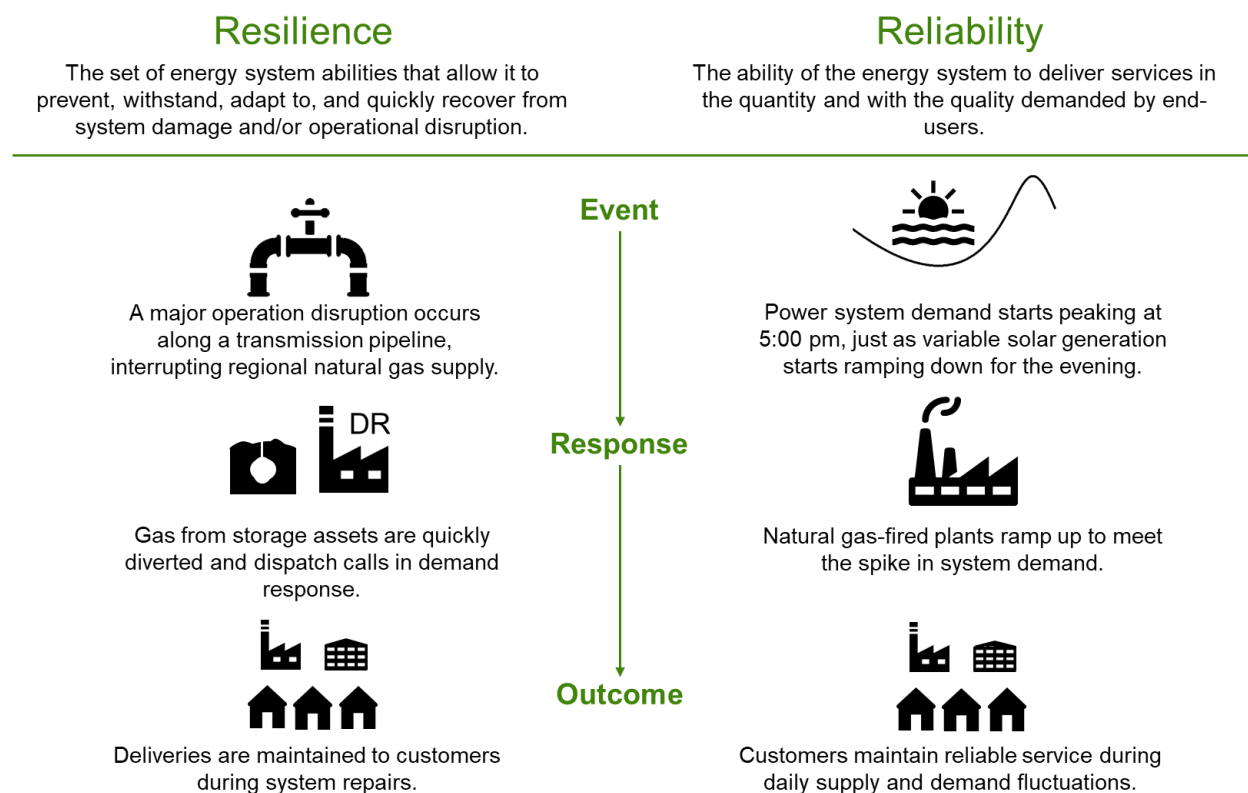 Resilience
The set of energy system abilities that allow it to
prevent, withstand, adapt to, and quickly recover from
system damage and/or operational disruption.
Reliability
The ability of the energy system to deliver services in
the quantity and with the quality demanded by end-
users.
Event
A major operation disruption occurs
along a transmission pipeline,
interrupting regional natural gas supply.
Power system demand starts peaking at
5:00 pm, just as variable solar generation
starts ramping down for the evening.
DR
Response
Gas from storage assets are quickly
diverted and dispatch calls in demand
response.
Natural gas-fired plants ramp up to meet
the spike in system demand.
Outcome
Deliveries are maintained to customers
during system repairs.
Customers maintain reliable service during
daily supply and demand fluctuations.